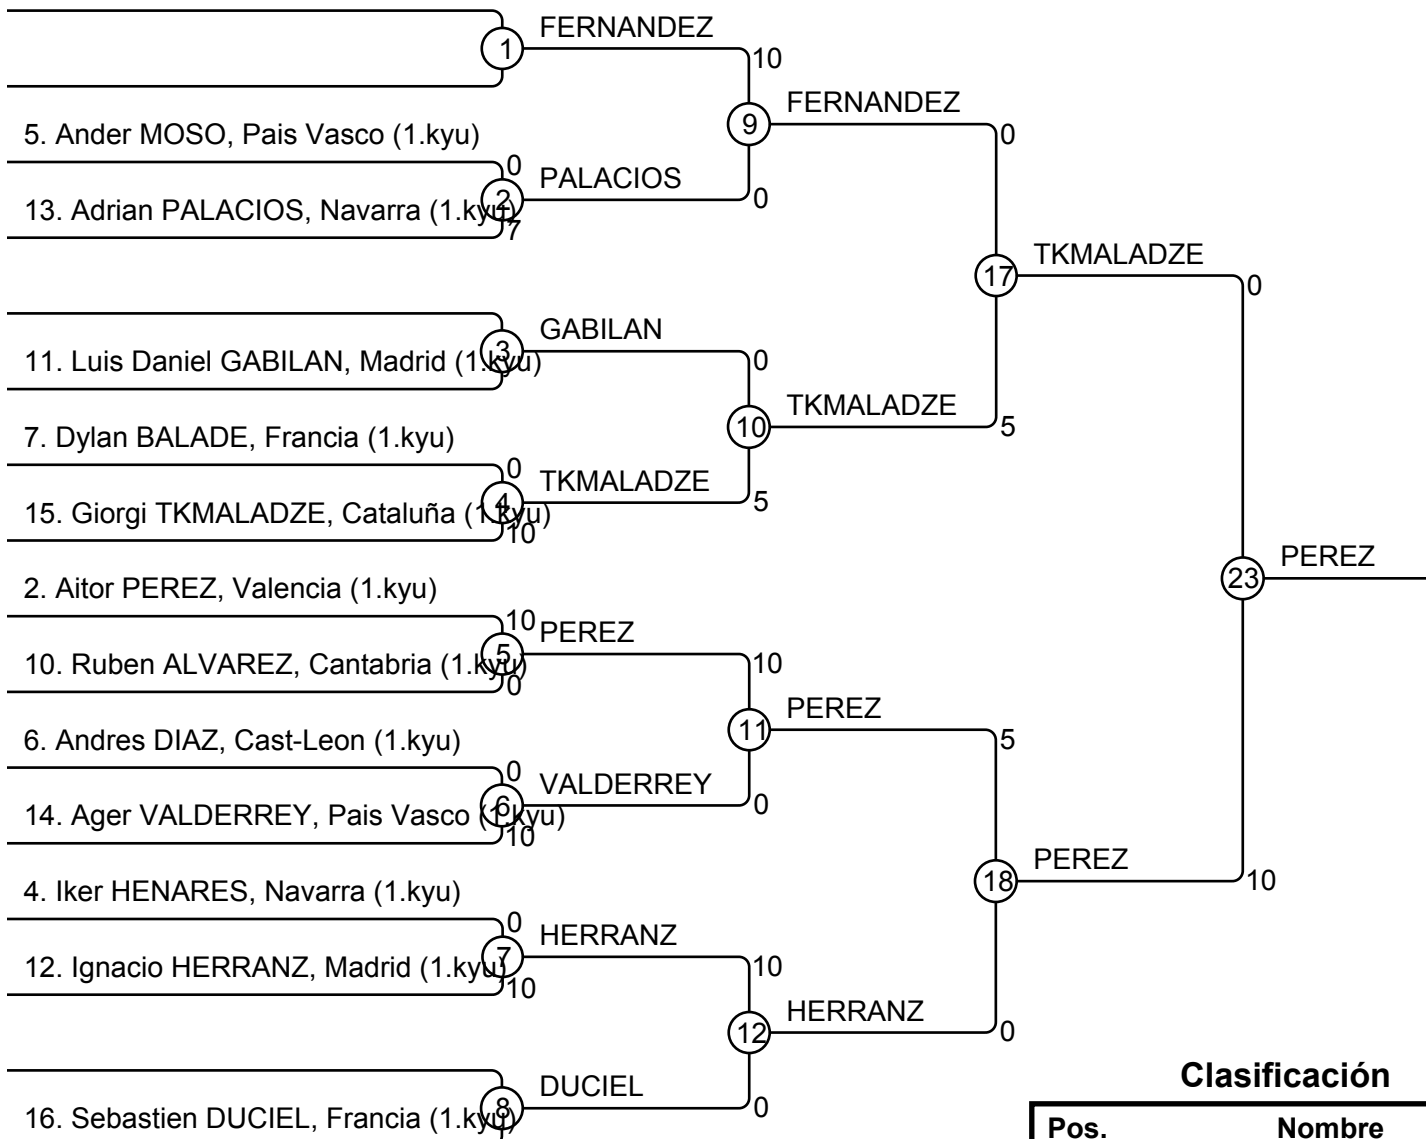 FERNANDEZ
1
10
FERNANDEZ
9
0
5. Ander MOSO, Pais Vasco (1.kyu)
0
PALACIOS
2
0
13. Adrian PALACIOS, Navarra (1.kyu)
7
TKMALADZE
17
0
GABILAN
3
0
11. Luis Daniel GABILAN, Madrid (1.kyu)
TKMALADZE
10
5
7. Dylan BALADE, Francia (1.kyu)
0
TKMALADZE
4
5
15. Giorgi TKMALADZE, Cataluña (1.kyu)
10
PEREZ
23
2. Aitor PEREZ, Valencia (1.kyu)
10
PEREZ
5
10
10. Ruben ALVAREZ, Cantabria (1.kyu)
0
PEREZ
11
5
6. Andres DIAZ, Cast-Leon (1.kyu)
0
VALDERREY
6
0
14. Ager VALDERREY, Pais Vasco (1.kyu)
10
PEREZ
18
10
4. Iker HENARES, Navarra (1.kyu)
0
HERRANZ
7
10
12. Ignacio HERRANZ, Madrid (1.kyu)
10
HERRANZ
12
0
DUCIEL
8
0
16. Sebastien DUCIEL, Francia (1.kyu)
Clasificación
Pos. Nombre